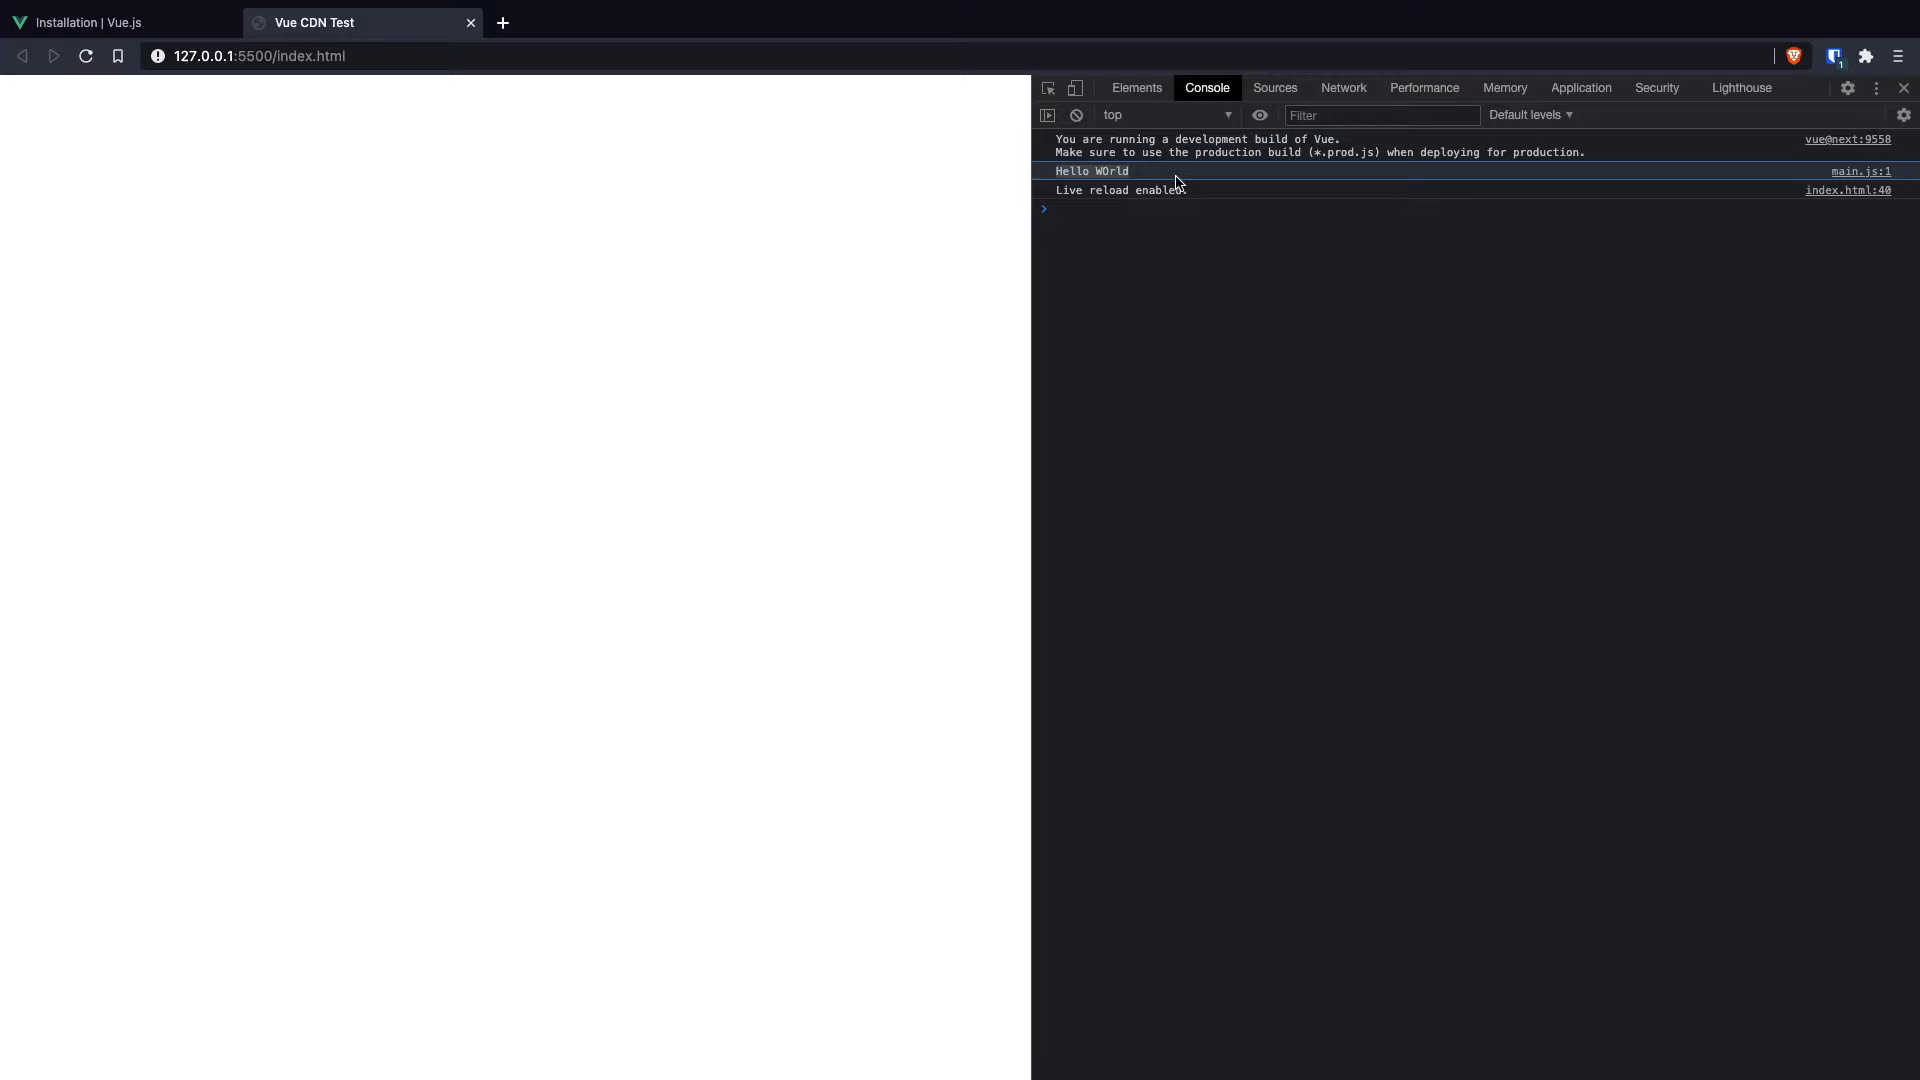 Installation | Vue.js
Vue CDN Test
127.0.0.1:5500/index.html
1
Elements Console Sources Network Performance Memory Application Security Lighthouse
top Filter Default levels
You are running a development build of Vue. vue@next:9558
Make sure to use the production build (*.prod.js) when deploying for production.
Hello WOrld main.js:1
Live reload enabled. index.html:40